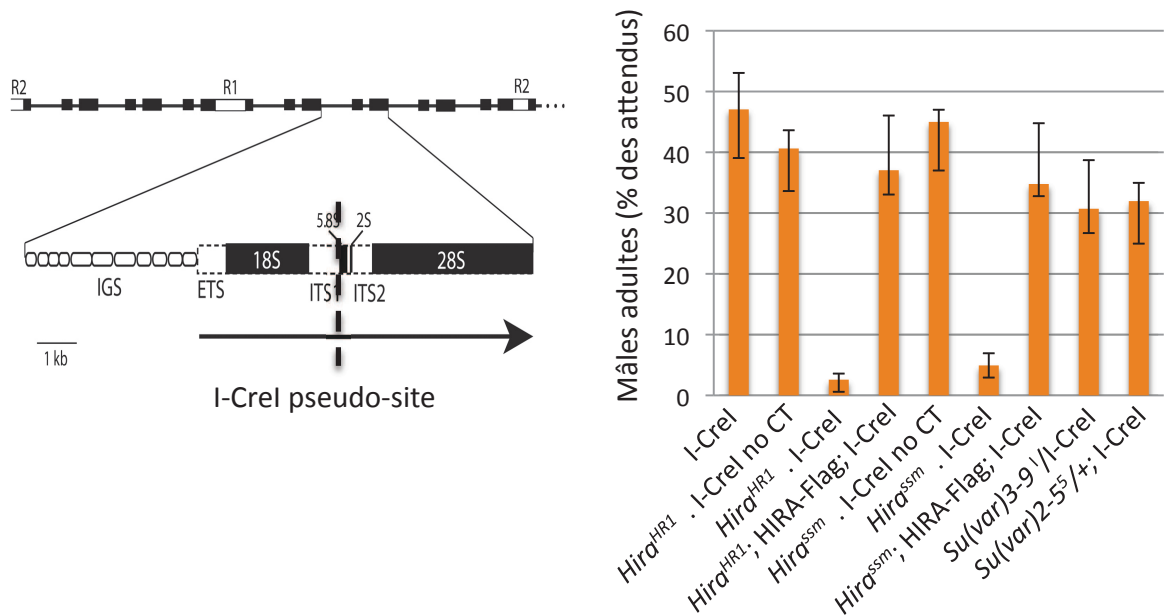 R2 R1 R2
5.8S 2S
18S 28S
IGS ETS ITS1 ITS2
1 kb
I-CreI pseudo-site
Mâles adultes (% des attendus)
60
50
40
30
20
10
0
I-CreI
Hira^HR1 . I-CreI no CT
Hira^HR1 . I-CreI
Hira^HR1; HIRA-Flag; I-CreI
Hira^ssm . I-CreI no CT
Hira^ssm . I-CreI
Hira^ssm; HIRA-Flag; I-CreI
Su(var)3-9^1/I-CreI
Su(var)2-5^5/+; I-CreI